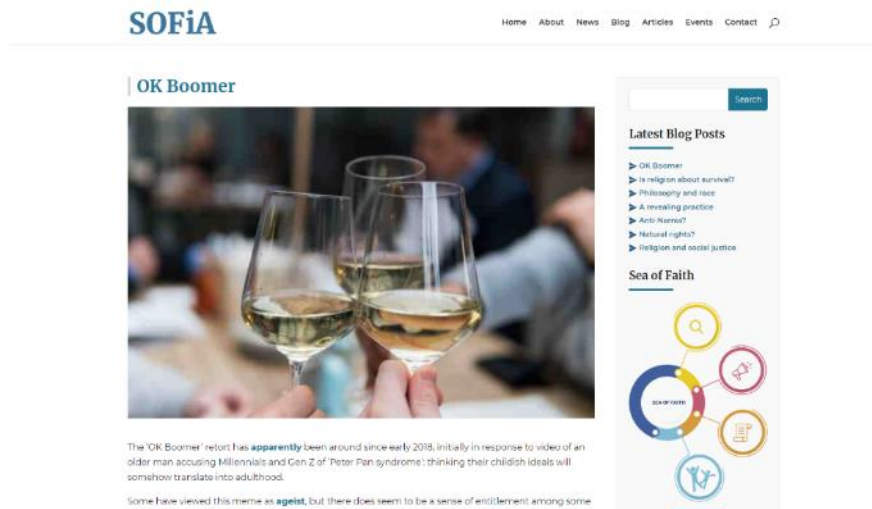 SOFiA
Home About News Blog Articles Events Contact
OK Boomer
The 'OK Boomer' retort has apparently been around since early 2018, initially in response to video of an
older man accusing Millennials and Gen Z of 'Peter Pan syndrome': thinking their childish ideals will
somehow translate into adulthood.
Some have viewed this meme as ageist, but there does seem to be a sense of entitlement among some
Search
Latest Blog Posts
OK Boomer
Is religion about survival?
Philosophy and race
A revealing practice
Anti-Narnia?
Natural rights?
Religion and social justice
Sea of Faith
SEA OF FAITH